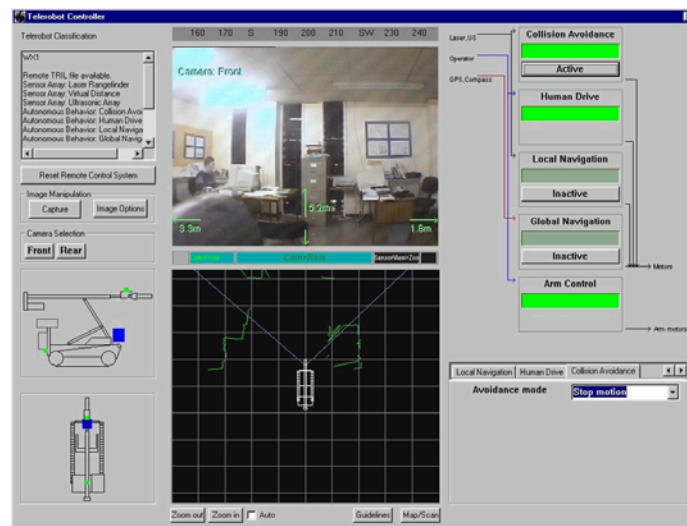 Telerobot Controller
Telerobot Classification
WX1
Remote TRIL file available.
Sensor Array: Laser Rangefinder
Sensor Array: Virtual Distance
Sensor Array: Ultrasonic Array
Autonomous Behavior: Collision Avoi
Autonomous Behavior: Human Drive
Autonomous Behavior: Local Naviga
Autonomous Behavior: Global Navig
Reset Remote Control System
Image Manipulation
Capture
Image Options
Camera Selection
Front
Rear
160 170 S 190 200 210 SW 230 240
Camera: Front
5.2m
3.3m
1.6m
Zoom out
Zoom in
Auto
Guidelines
Map/Scan
Laser_US
Operator
GPS_Compass
Collision Avoidance
Active
Human Drive
Local Navigation
Inactive
Global Navigation
Inactive
Motors
Arm Control
Arm motors
Local Navigation
Human Drive
Collision Avoidance
Avoidance mode
Stop motion